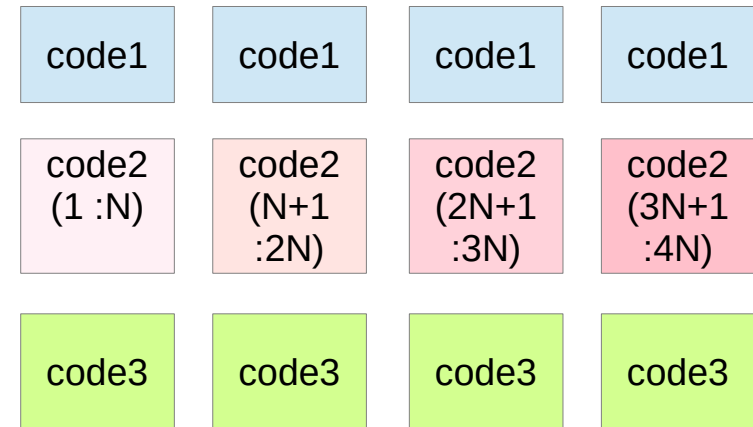 code1
code1
code1
code1
code2
(1 :N)
code2
(N+1
:2N)
code2
(2N+1
:3N)
code2
(3N+1
:4N)
code3
code3
code3
code3